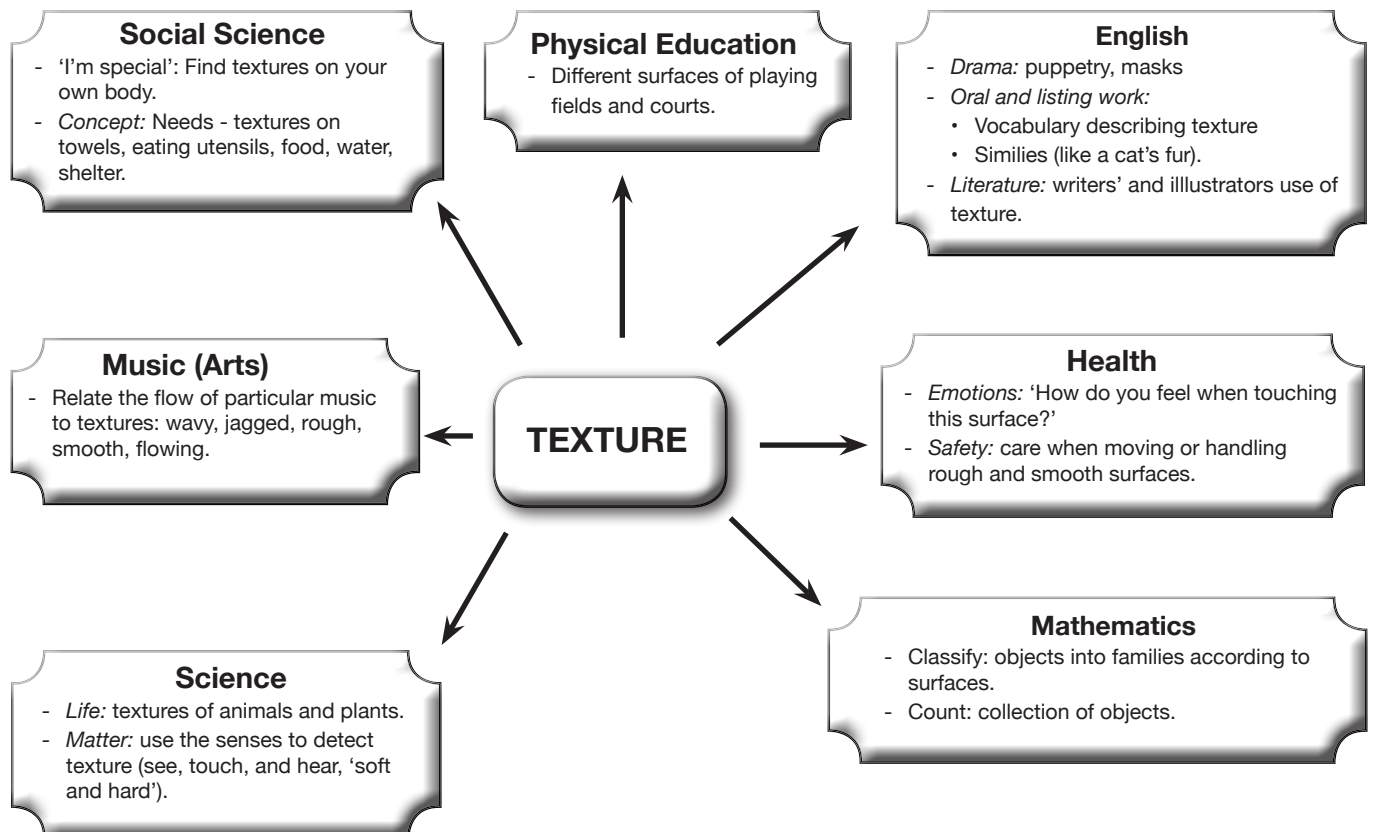 Social Science
- 'I'm special': Find textures on your
own body.
- Concept: Needs - textures on
towels, eating utensils, food, water,
shelter.
Physical Education
- Different surfaces of playing
fields and courts.
English
- Drama: puppetry, masks
- Oral and listing work:
• Vocabulary describing texture
• Similies (like a cat's fur).
- Literature: writers' and illlustrators use of
texture.
Music (Arts)
- Relate the flow of particular music
to textures: wavy, jagged, rough,
smooth, flowing.
TEXTURE
Health
- Emotions: 'How do you feel when touching
this surface?'
- Safety: care when moving or handling
rough and smooth surfaces.
Science
- Life: textures of animals and plants.
- Matter: use the senses to detect
texture (see, touch, and hear, 'soft
and hard').
Mathematics
- Classify: objects into families according to
surfaces.
- Count: collection of objects.